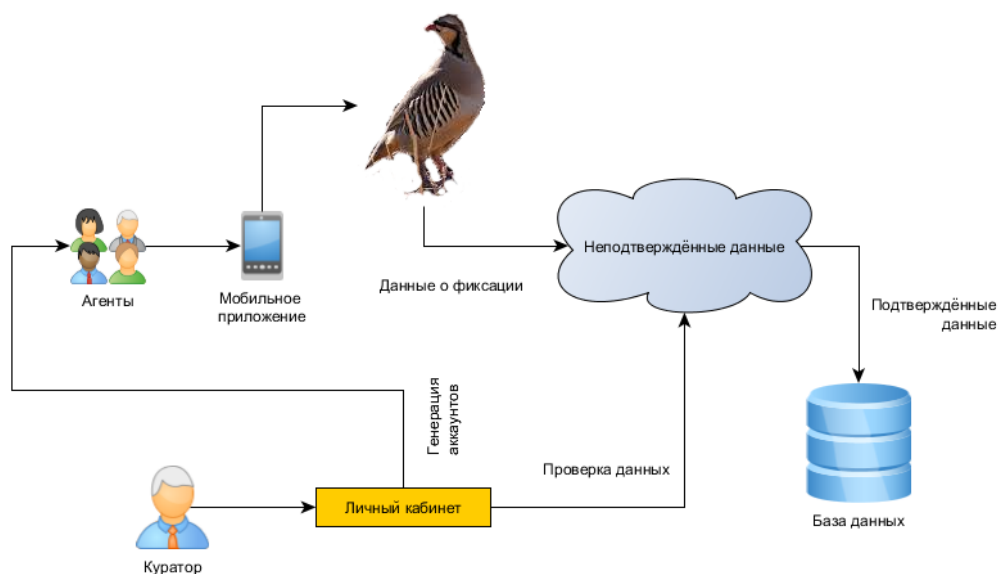 Неподтверждённые данные
Данные о фиксации
Агенты
Мобильное
приложение
Подтверждённые
данные
Генерация
аккаунтов
Проверка данных
Личный кабинет
База данных
Куратор